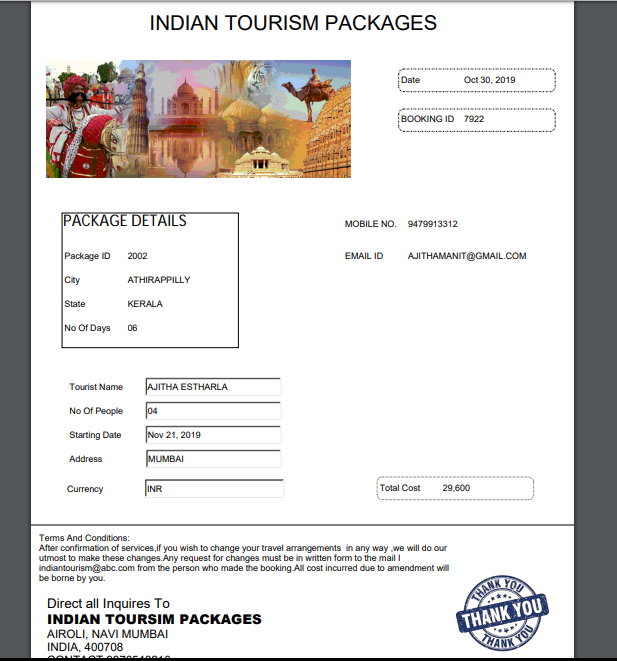 INDIAN TOURISM PACKAGES
Date Oct 30, 2019
BOOKING ID 7922
PACKAGE DETAILS
Package ID 2002
City ATHIRAPPILLY
State KERALA
No Of Days 06
MOBILE NO. 9479913312
EMAIL ID AJITHAMANIT@GMAIL.COM
Tourist Name AJITHA ESTHARLA
No Of People 04
Starting Date Nov 21, 2019
Address MUMBAI
Currency INR
Total Cost 29,600
Terms And Conditions:
After confirmation of services,if you wish to change your travel arrangements in any way ,we will do our
utmost to make these changes.Any request for changes must be in written form to the mail I
indiantourism@abc.com from the person who made the booking.All cost incurred due to amendment will
be borne by you.
Direct all Inquires To
INDIAN TOURSIM PACKAGES
AIROLI, NAVI MUMBAI
INDIA, 400708
CONTACT
THANK YOU
THANK YOU
THANK YOU